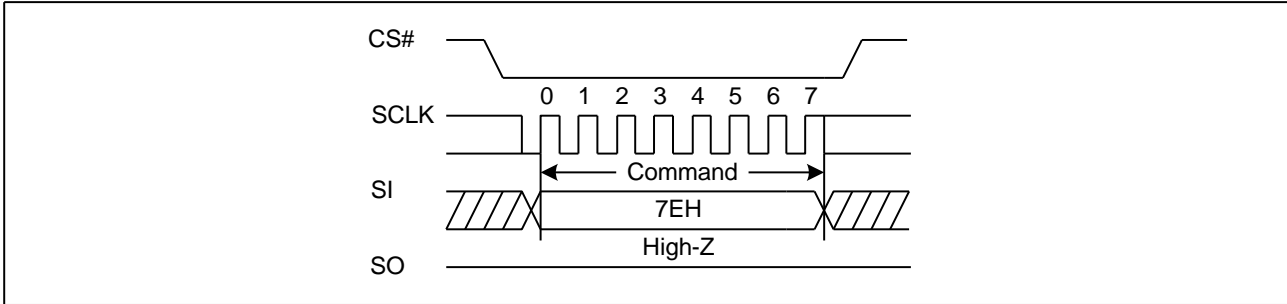 CS#
0 1 2 3 4 5 6 7
SCLK
Command
SI
7EH
High-Z
SO